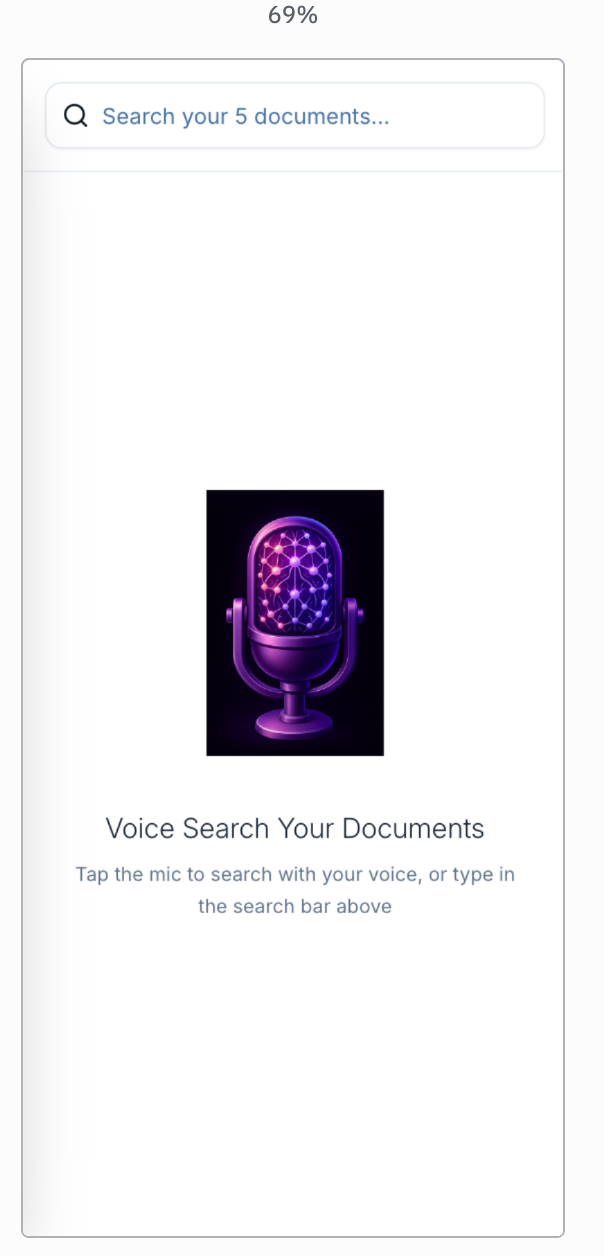 69%
Search your 5 documents...
Voice Search Your Documents
Tap the mic to search with your voice, or type in
the search bar above